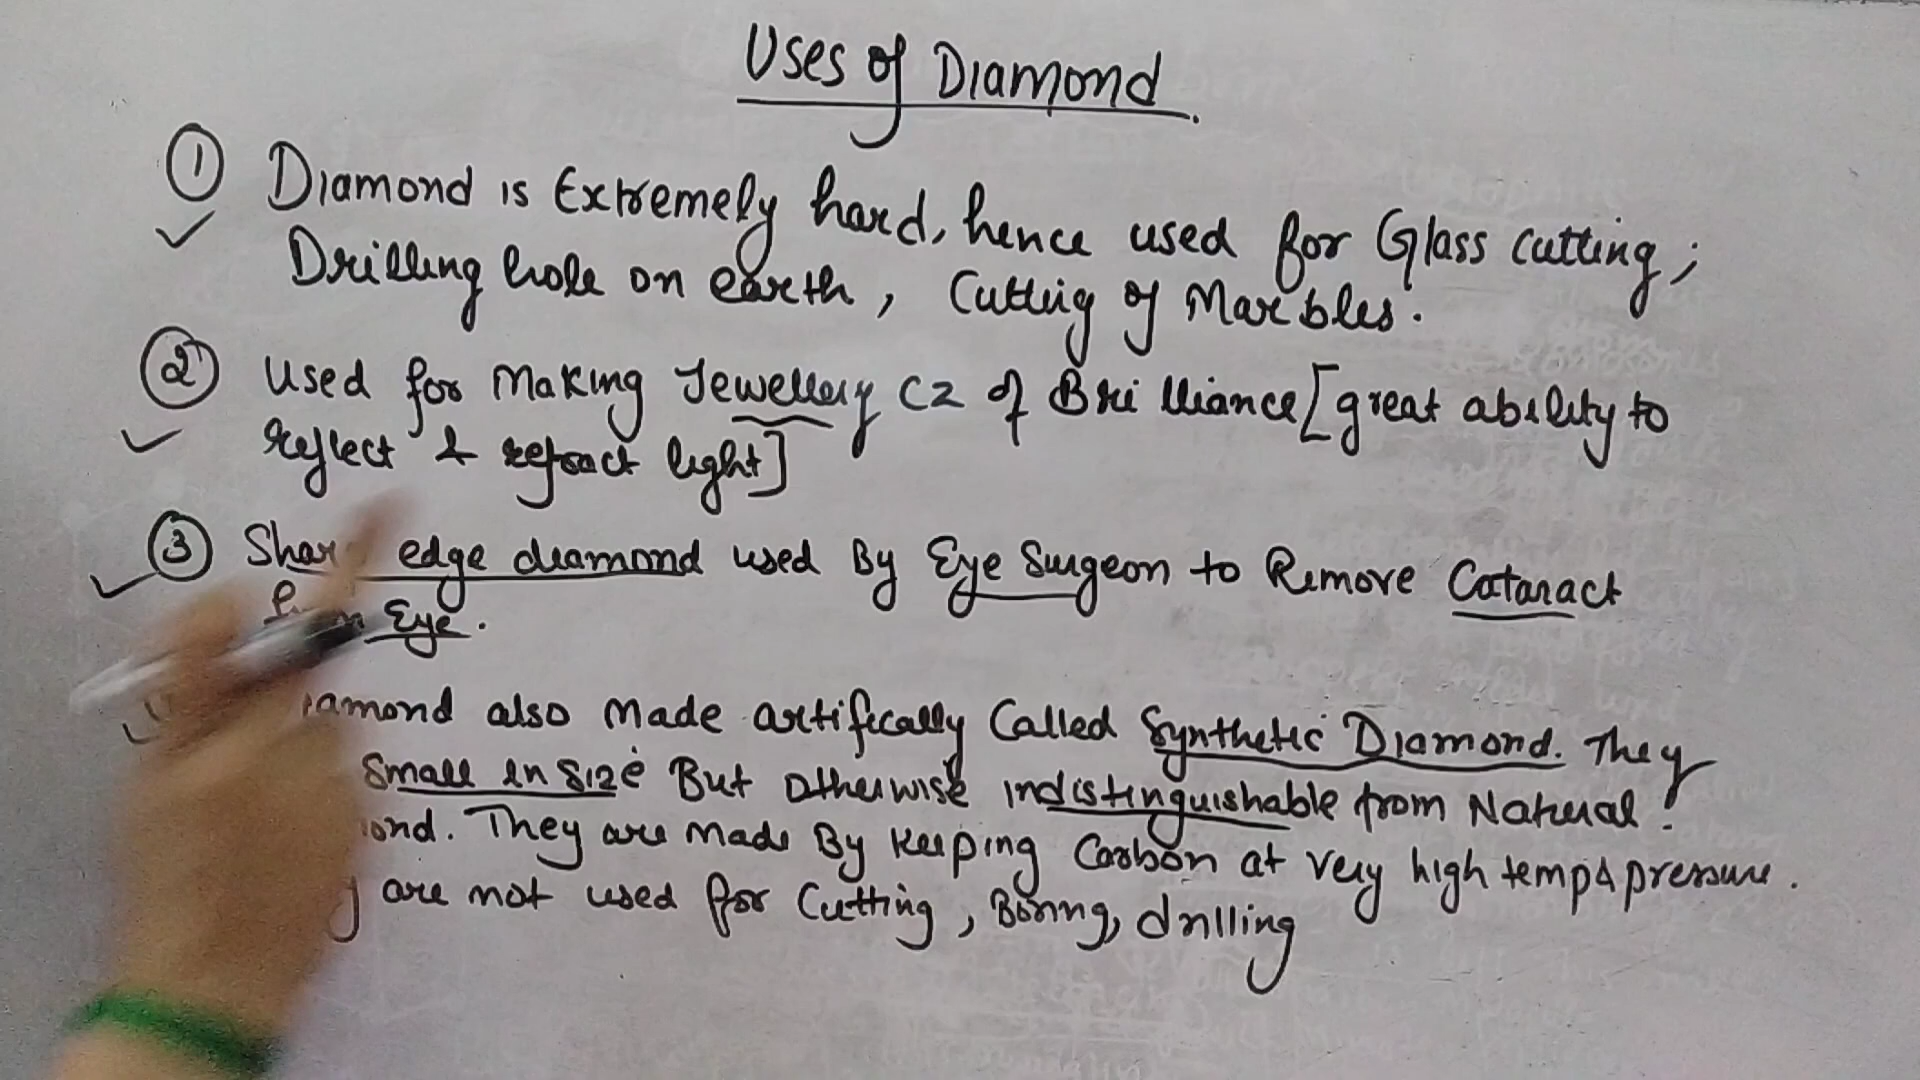 Uses of Diamond.
① Diamond is Extremely hard, hence used for Glass cutting;
Drilling hole on earth, Cutting of Marbles.
② Used for Making Jewellery Cz of Brilliance [great ability to
reflect & refract light]
③ Sharp edge diamond used By Eye Surgeon to Remove Cataract
from Eye.
iamond also made artifically Called Synthetic Diamond. They
Small in size But Otherwise indistinguishable from Natural
ond. They are made By keeping Carbon at very high temp & pressure.
y are not used for Cutting, Boring, drilling